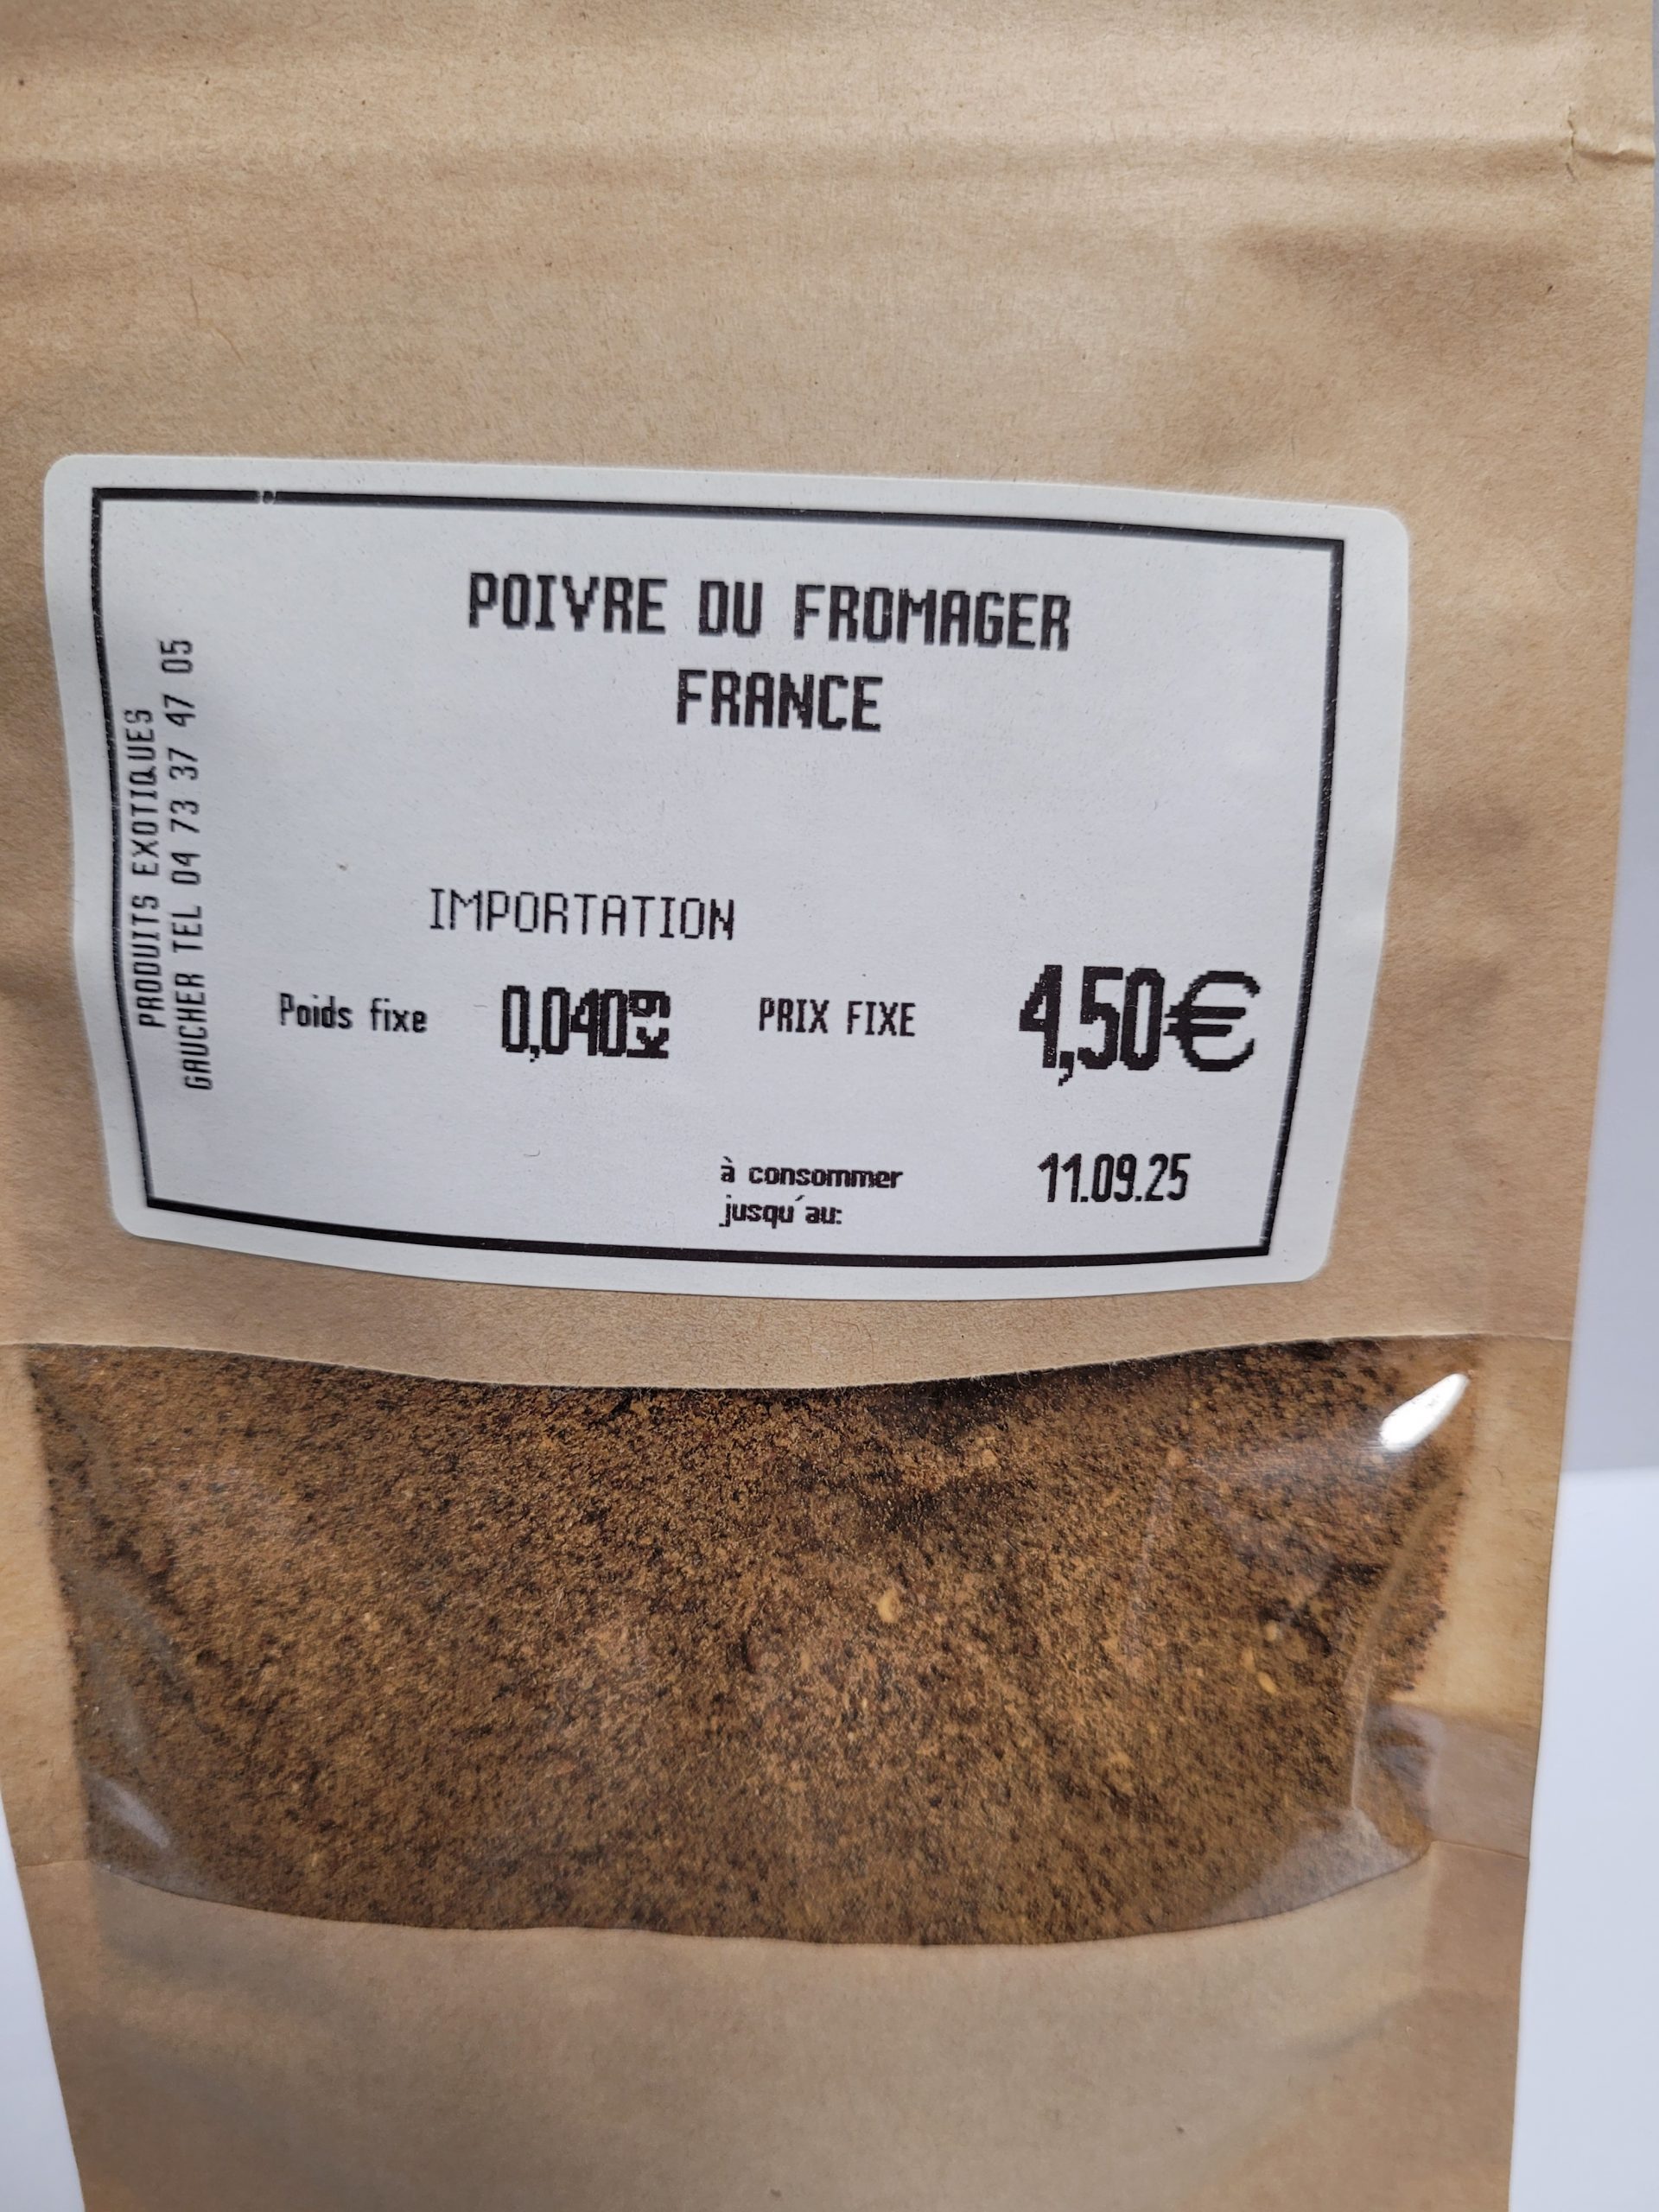 POIVRE DU FROMAGER
FRANCE
IMPORTATION
Poids fixe 0,040kg PRIX FIXE 4,50€
à consommer 11.09.25
jusqu'au:
PRODUITS EXOTIQUES
GAUCHER TEL 04 73 37 47 05